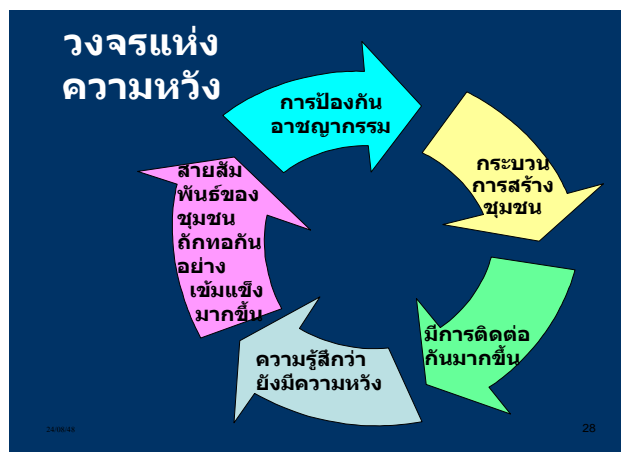 วงจรแห่ง
ความหวัง
การป้องกัน
อาชญากรรม
กระบวน
การสร้าง
ชุมชน
มีการติดต่อ
กันมากขึ้น
ความรู้สึกว่า
ยังมีความหวัง
สายสัม
พันธ์ของ
ชุมชน
ถักทอกัน
อย่าง
เข้มแข็ง
มากขึ้น
24/08/48
28